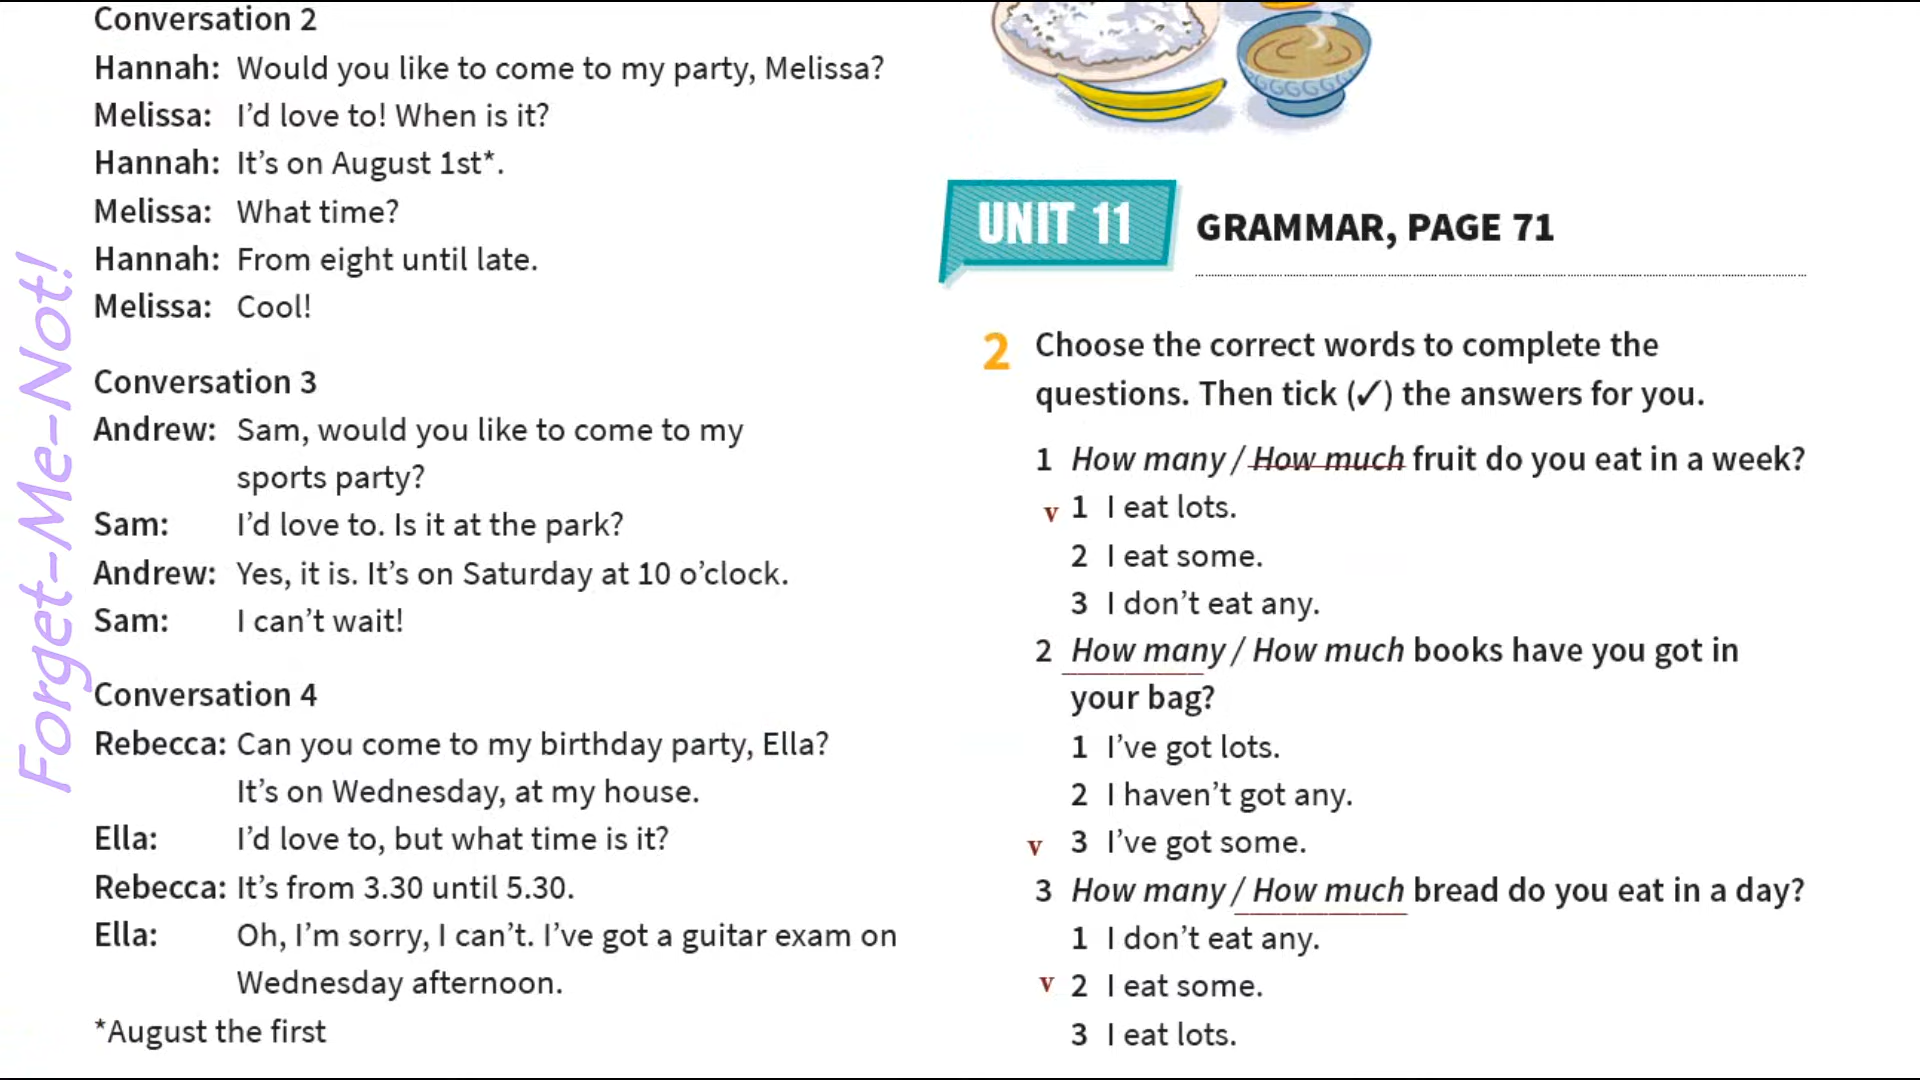 Forget-Me-Not!
Conversation 2
Hannah: Would you like to come to my party, Melissa?
Melissa: I'd love to! When is it?
Hannah: It's on August 1st*.
Melissa: What time?
Hannah: From eight until late.
Melissa: Cool!
Conversation 3
Andrew: Sam, would you like to come to my
sports party?
Sam: I'd love to. Is it at the park?
Andrew: Yes, it is. It's on Saturday at 10 o'clock.
Sam: I can't wait!
Conversation 4
Rebecca: Can you come to my birthday party, Ella?
It's on Wednesday, at my house.
Ella: I'd love to, but what time is it?
Rebecca: It's from 3.30 until 5.30.
Ella: Oh, I'm sorry, I can't. I've got a guitar exam on
Wednesday afternoon.
*August the first
UNIT 11 GRAMMAR, PAGE 71
2 Choose the correct words to complete the
questions. Then tick (✓) the answers for you.
1 How many / How much fruit do you eat in a week?
v 1 I eat lots.
2 I eat some.
3 I don't eat any.
2 How many / How much books have you got in
your bag?
1 I've got lots.
2 I haven't got any.
v 3 I've got some.
3 How many / How much bread do you eat in a day?
1 I don't eat any.
v 2 I eat some.
3 I eat lots.